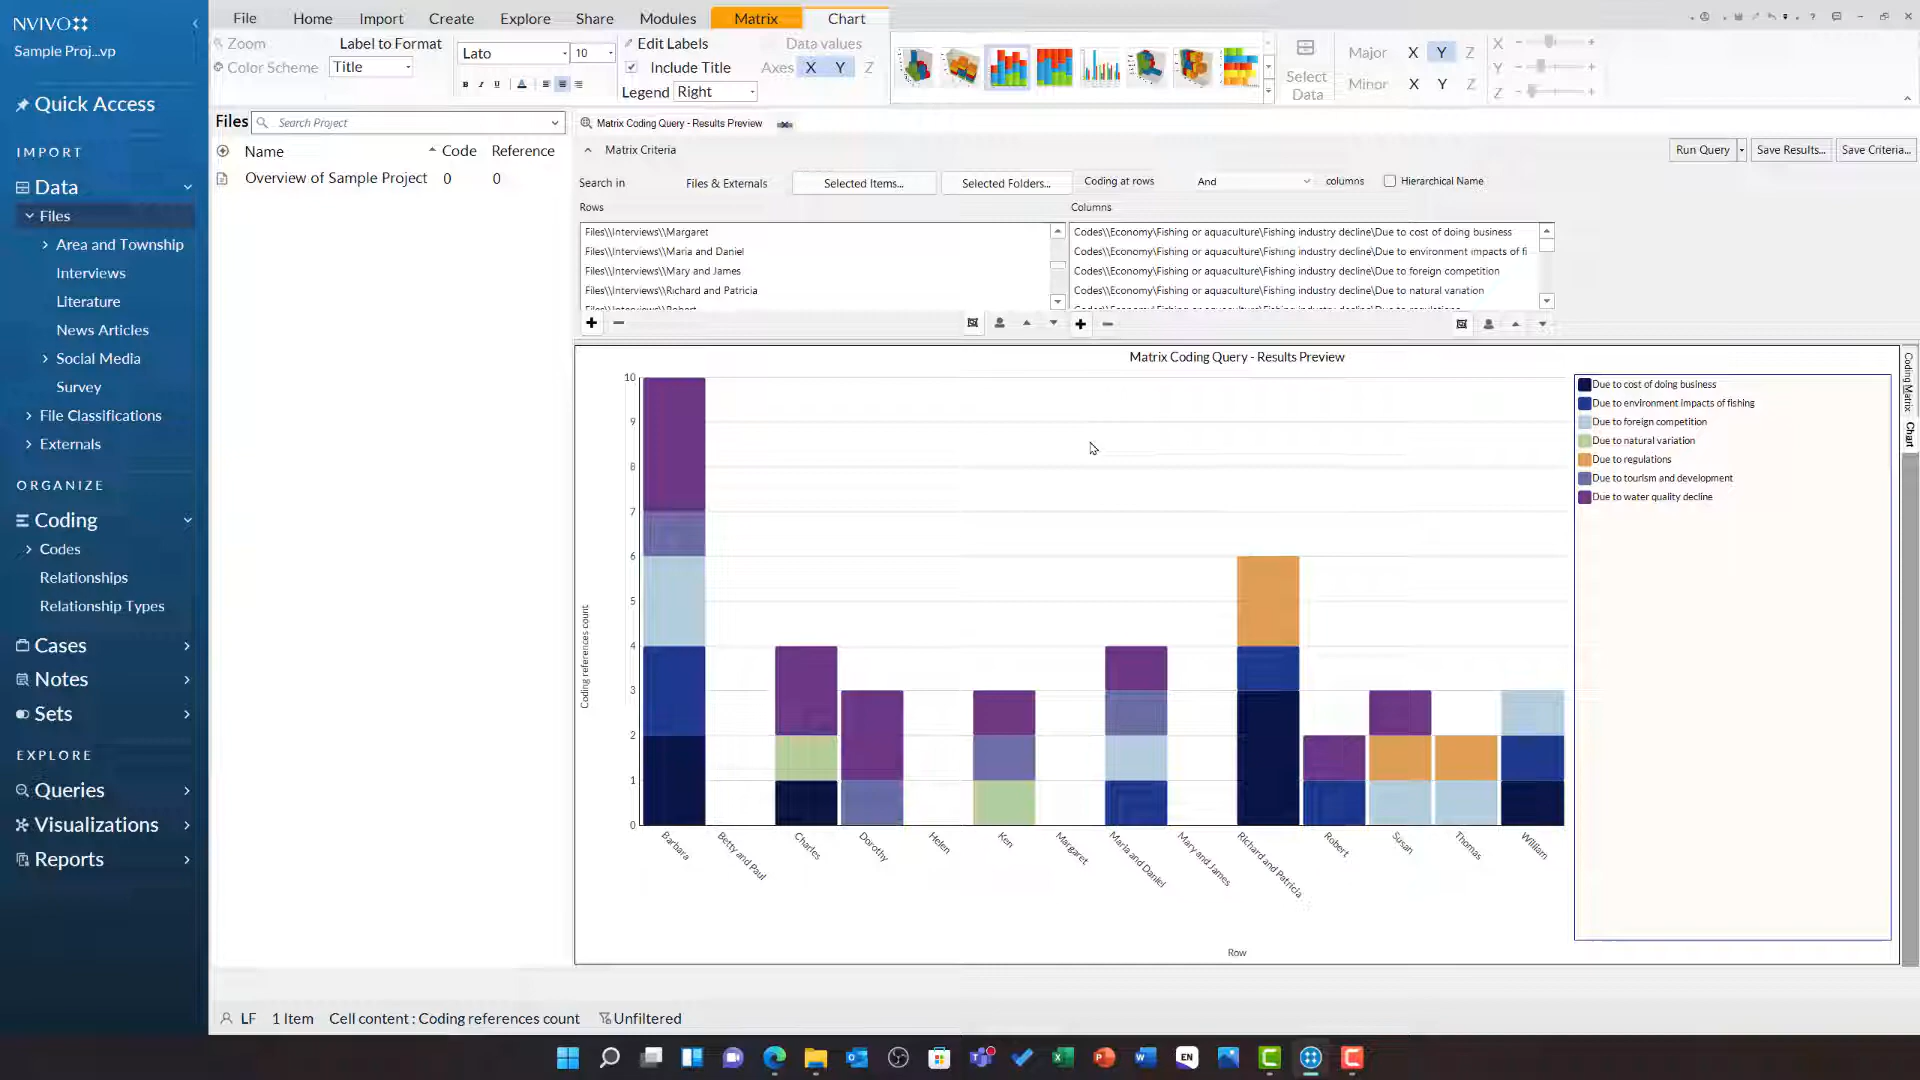 NVIVO
Sample Proj...vp
Quick Access
IMPORT
Data
Files
Area and Township
Interviews
Literature
News Articles
Social Media
Survey
File Classifications
Externals
ORGANIZE
Coding
Codes
Relationships
Relationship Types
Cases
Notes
Sets
EXPLORE
Queries
Visualizations
Reports
File Home Import Create Explore Share Modules Matrix Chart
Zoom
Color Scheme
Label to Format
Title
Lato 10
B I U A
Edit Labels
Include Title
Legend Right
Data values
Axes X Y Z
Select Data
Major X Y Z
Minor X Y Z
X
Y
Z
Files Search Project
Name Code Reference
Overview of Sample Project 0 0
Matrix Coding Query - Results Preview
Matrix Criteria
Run Query Save Results... Save Criteria...
Search in Files & Externals Selected Items... Selected Folders... Coding at rows And columns Hierarchical Name
Rows Columns
Files\\Interviews\\Margaret
Files\\Interviews\\Maria and Daniel
Files\\Interviews\\Mary and James
Files\\Interviews\\Richard and Patricia
Files\\Interviews\\Robert
Codes\\Economy\Fishing or aquaculture\Fishing industry decline\Due to cost of doing business
Codes\\Economy\Fishing or aquaculture\Fishing industry decline\Due to environment impacts of fi
Codes\\Economy\Fishing or aquaculture\Fishing industry decline\Due to foreign competition
Codes\\Economy\Fishing or aquaculture\Fishing industry decline\Due to natural variation
Codes\\Economy\Fishing or aquaculture\Fishing industry decline\Due to regulations
Matrix Coding Query - Results Preview
10
9
8
7
6
5
4
3
2
1
0
Coding references count
Barbara
Betty and Paul
Charles
Dorothy
Helen
Ken
Margaret
Maria and Daniel
Mary and James
Richard and Patricia
Robert
Susan
Thomas
William
Row
Due to cost of doing business
Due to environment impacts of fishing
Due to foreign competition
Due to natural variation
Due to regulations
Due to tourism and development
Due to water quality decline
Coding Matrix
Chart
LF 1 Item Cell content : Coding references count Unfiltered
EN